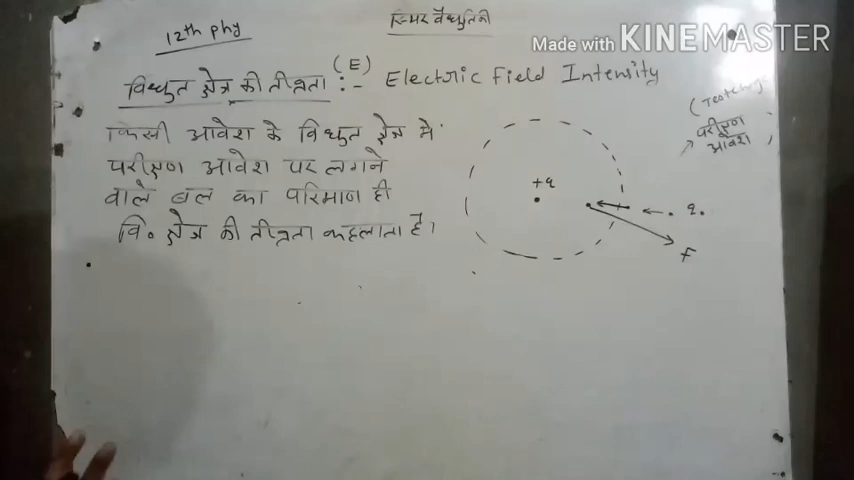 12th phy
स्थिर वैद्युतिकी
Made with KINEMASTER
विद्युत क्षेत्र की तीव्रता (E) :- Electric Field Intensity
किसी आवेश के विद्युत क्षेत्र मे
परीक्षण आवेश पर लगने
वाले बल का परिमाण ही
वि० क्षेत्र की तीव्रता कहलाता है।
परीक्षण
आवेश
+q
q₀
F